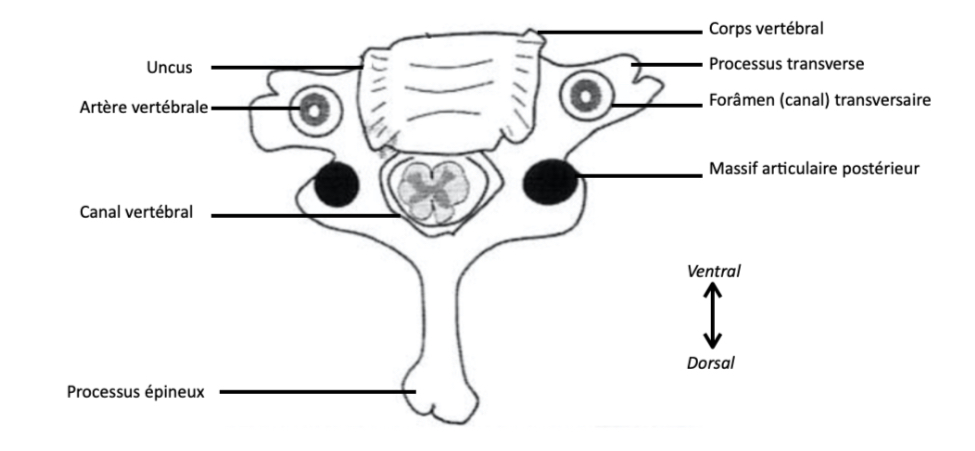 Corps vertébral
Uncus
Processus transverse
Artère vertébrale
Forâmen (canal) transversaire
Massif articulaire postérieur
Canal vertébral
Ventral
Dorsal
Processus épineux